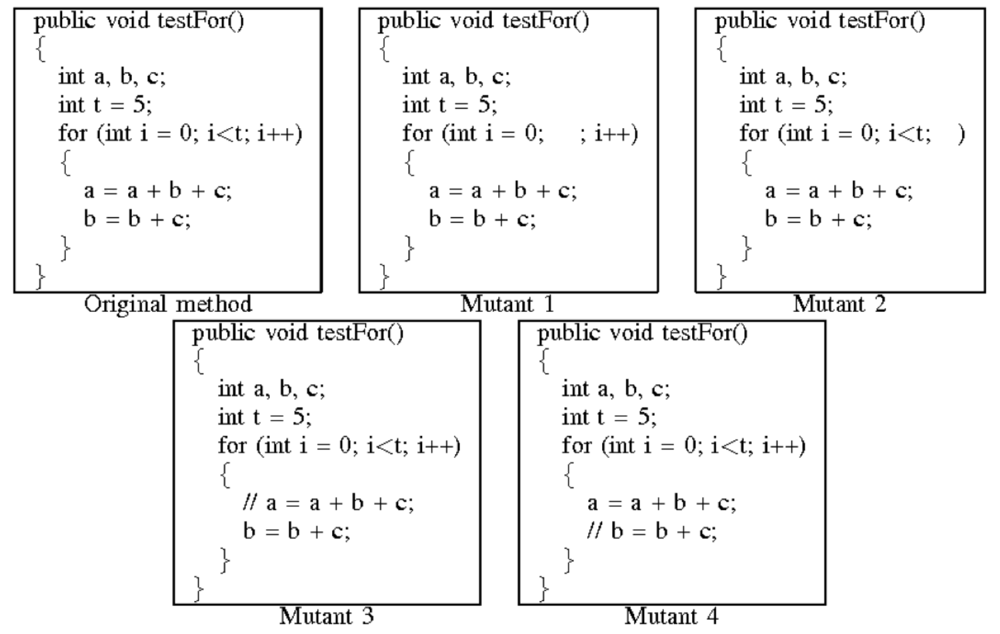 public void testFor()
{
int a, b, c;
int t = 5;
for (int i = 0; i<t; i++)
{
a = a + b + c;
b = b + c;
}
}
Original method
public void testFor()
{
int a, b, c;
int t = 5;
for (int i = 0;    ; i++)
{
a = a + b + c;
b = b + c;
}
}
Mutant 1
public void testFor()
{
int a, b, c;
int t = 5;
for (int i = 0; i<t;   )
{
a = a + b + c;
b = b + c;
}
}
Mutant 2
public void testFor()
{
int a, b, c;
int t = 5;
for (int i = 0; i<t; i++)
{
// a = a + b + c;
b = b + c;
}
}
Mutant 3
public void testFor()
{
int a, b, c;
int t = 5;
for (int i = 0; i<t; i++)
{
a = a + b + c;
// b = b + c;
}
}
Mutant 4